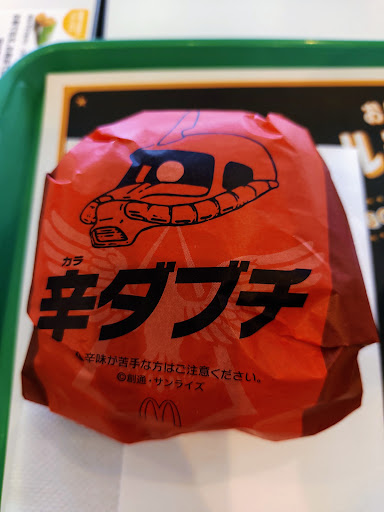 カラ
辛ダブチ
辛味が苦手な方はご注意ください。
©創通・サンライズ